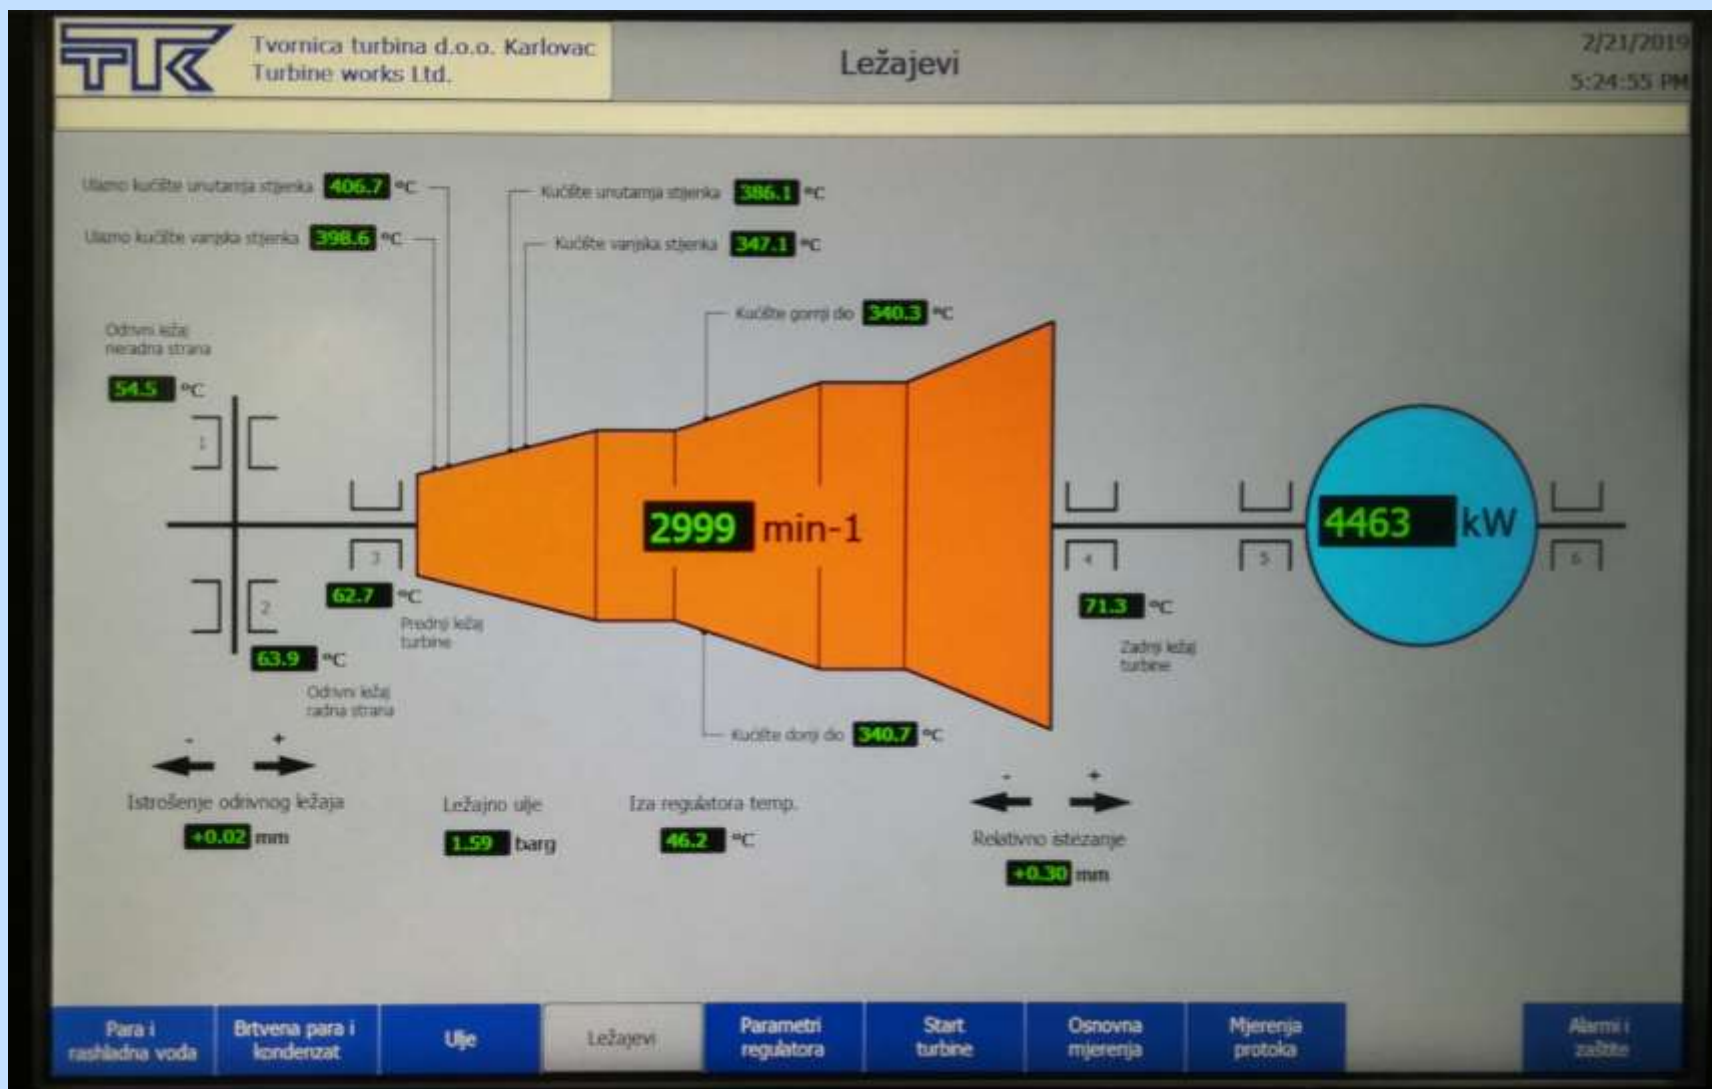 TTK
Tvornica turbina d.o.o. Karlovac
Turbine works Ltd.
Ležajevi
2/21/2019
5:24:55 PM
Ulazno kućište unutarnja stijenka 406.7 °C
Kućište unutarnja stijenka 386.1 °C
Ulazno kućište vanjska stijenka 398.6 °C
Kućište vanjska stijenka 347.1 °C
Kućište gornji dio 340.3 °C
Odrivni ležaj
neradna strana
54.5 °C
1
2999 min-1
4463 kW
3
4
5
6
62.7 °C
Prednji ležaj
turbine
71.3 °C
Zadnji ležaj
turbine
2
63.9 °C
Odrivni ležaj
radna strana
Kućište donji dio 340.7 °C
- +
Istrošenje odrivnog ležaja
+0.02 mm
Ležajno ulje
1.59 barg
Iza regulatora temp.
46.2 °C
- +
Relativno istezanje
+0.30 mm
Para i
rashladna voda
Brtvena para i
kondenzat
Ulje
Ležajevi
Parametri
regulatora
Start
turbine
Osnovna
mjerenja
Mjerenja
protoka
Alarmi i
zaštite